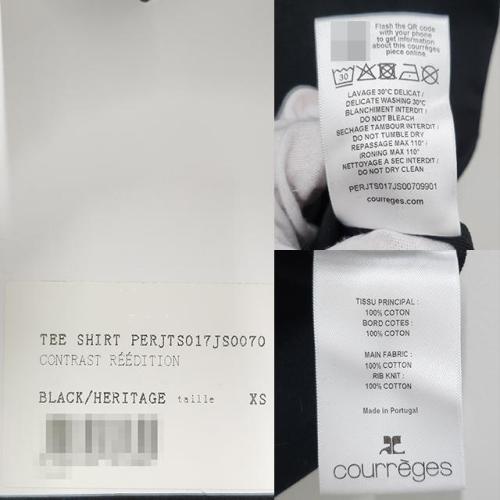 TEE SHIRT PERJTS017JS0070
CONTRAST RÉÉDITION
BLACK/HERITAGE taille XS
Flash the QR code
with your phone
to get information
about this courrèges
piece online.
30
LAVAGE 30°C DELICAT /
DELICATE WASHING 30°C
BLANCHIMENT INTERDIT /
DO NOT BLEACH
SECHAGE TAMBOUR INTERDIT /
DO NOT TUMBLE DRY
REPASSAGE MAX 110° /
IRONING MAX 110°
NETTOYAGE A SEC INTERDIT /
DO NOT DRY CLEAN
PERJTS017JS00709901
courreges.com
TISSU PRINCIPAL :
100% COTON
BORD COTES :
100% COTON
MAIN FABRIC :
100% COTTON
RIB KNIT :
100% COTTON
Made in Portugal
courrèges